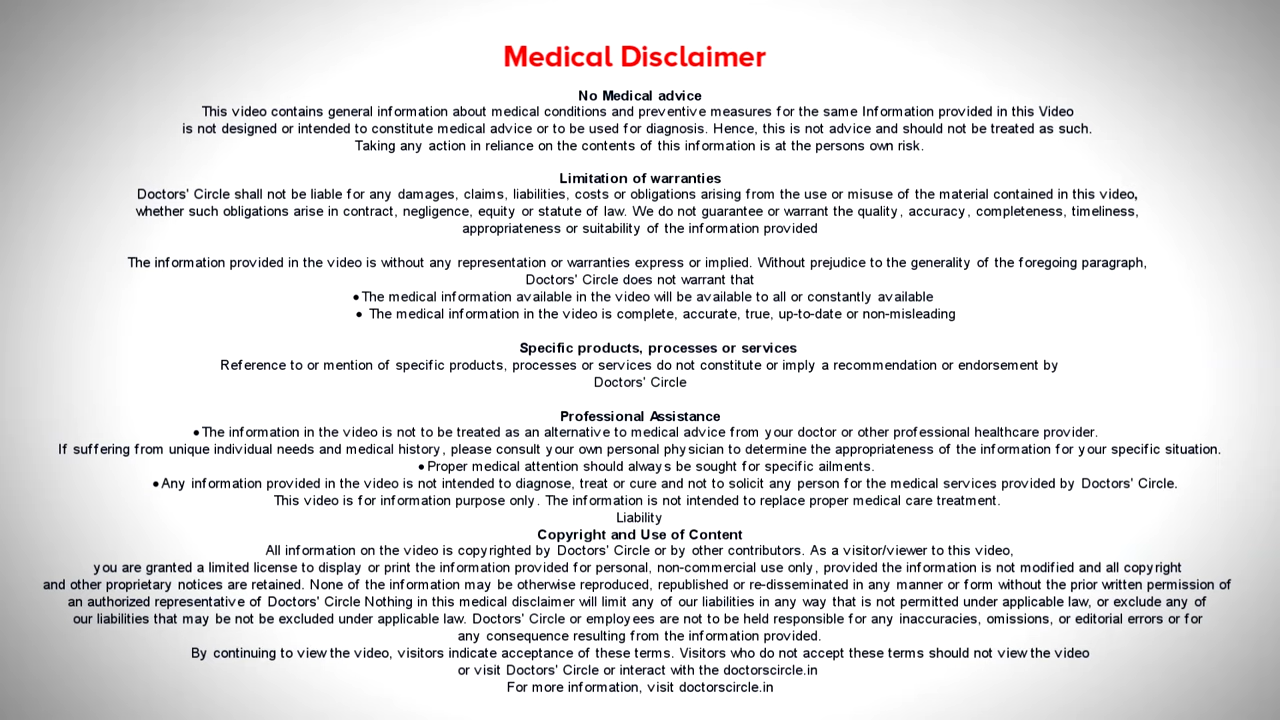 Medical Disclaimer
No Medical advice
This video contains general information about medical conditions and preventive measures for the same Information provided in this Video
is not designed or intended to constitute medical advice or to be used for diagnosis. Hence, this is not advice and should not be treated as such.
Taking any action in reliance on the contents of this information is at the persons own risk.
Limitation of warranties
Doctors' Circle shall not be liable for any damages, claims, liabilities, costs or obligations arising from the use or misuse of the material contained in this video,
whether such obligations arise in contract, negligence, equity or statute of law. We do not guarantee or warrant the quality, accuracy, completeness, timeliness,
appropriateness or suitability of the information provided
The information provided in the video is without any representation or warranties express or implied. Without prejudice to the generality of the foregoing paragraph,
Doctors' Circle does not warrant that
•The medical information available in the video will be available to all or constantly available
• The medical information in the video is complete, accurate, true, up-to-date or non-misleading
Specific products, processes or services
Reference to or mention of specific products, processes or services do not constitute or imply a recommendation or endorsement by
Doctors' Circle
Professional Assistance
•The information in the video is not to be treated as an alternative to medical advice from your doctor or other professional healthcare provider.
If suffering from unique individual needs and medical history, please consult your own personal physician to determine the appropriateness of the information for your specific situation.
•Proper medical attention should always be sought for specific ailments.
•Any information provided in the video is not intended to diagnose, treat or cure and not to solicit any person for the medical services provided by Doctors' Circle.
This video is for information purpose only. The information is not intended to replace proper medical care treatment.
Liability
Copyright and Use of Content
All information on the video is copyrighted by Doctors' Circle or by other contributors. As a visitor/viewer to this video,
you are granted a limited license to display or print the information provided for personal, non-commercial use only, provided the information is not modified and all copyright
and other proprietary notices are retained. None of the information may be otherwise reproduced, republished or re-disseminated in any manner or form without the prior written permission of
an authorized representative of Doctors' Circle Nothing in this medical disclaimer will limit any of our liabilities in any way that is not permitted under applicable law, or exclude any of
our liabilities that may be not be excluded under applicable law. Doctors' Circle or employees are not to be held responsible for any inaccuracies, omissions, or editorial errors or for
any consequence resulting from the information provided.
By continuing to view the video, visitors indicate acceptance of these terms. Visitors who do not accept these terms should not view the video
or visit Doctors' Circle or interact with the doctorscircle.in
For more information, visit doctorscircle.in